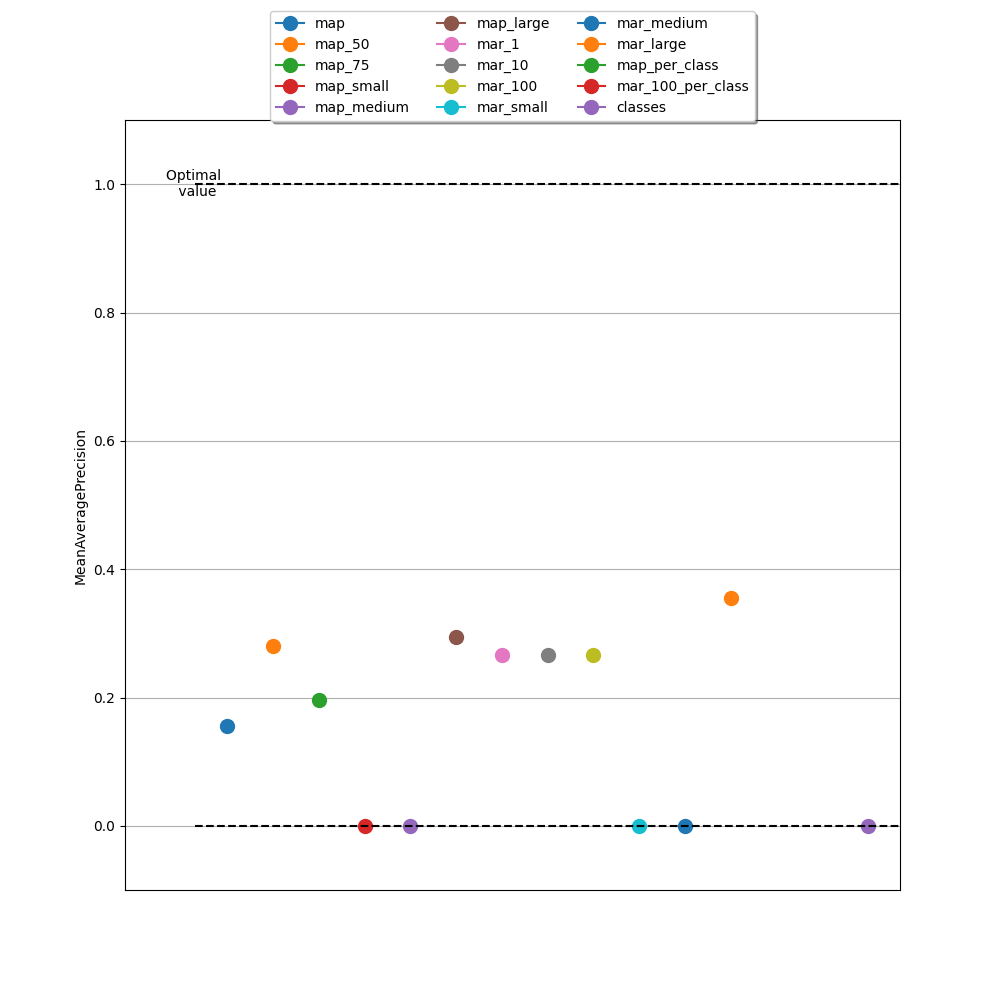 map
map_50
map_75
map_small
map_medium
map_large
mar_1
mar_10
mar_100
mar_small
mar_medium
mar_large
map_per_class
mar_100_per_class
classes
Optimal
value
1.0
0.8
0.6
0.4
0.2
0.0
MeanAveragePrecision